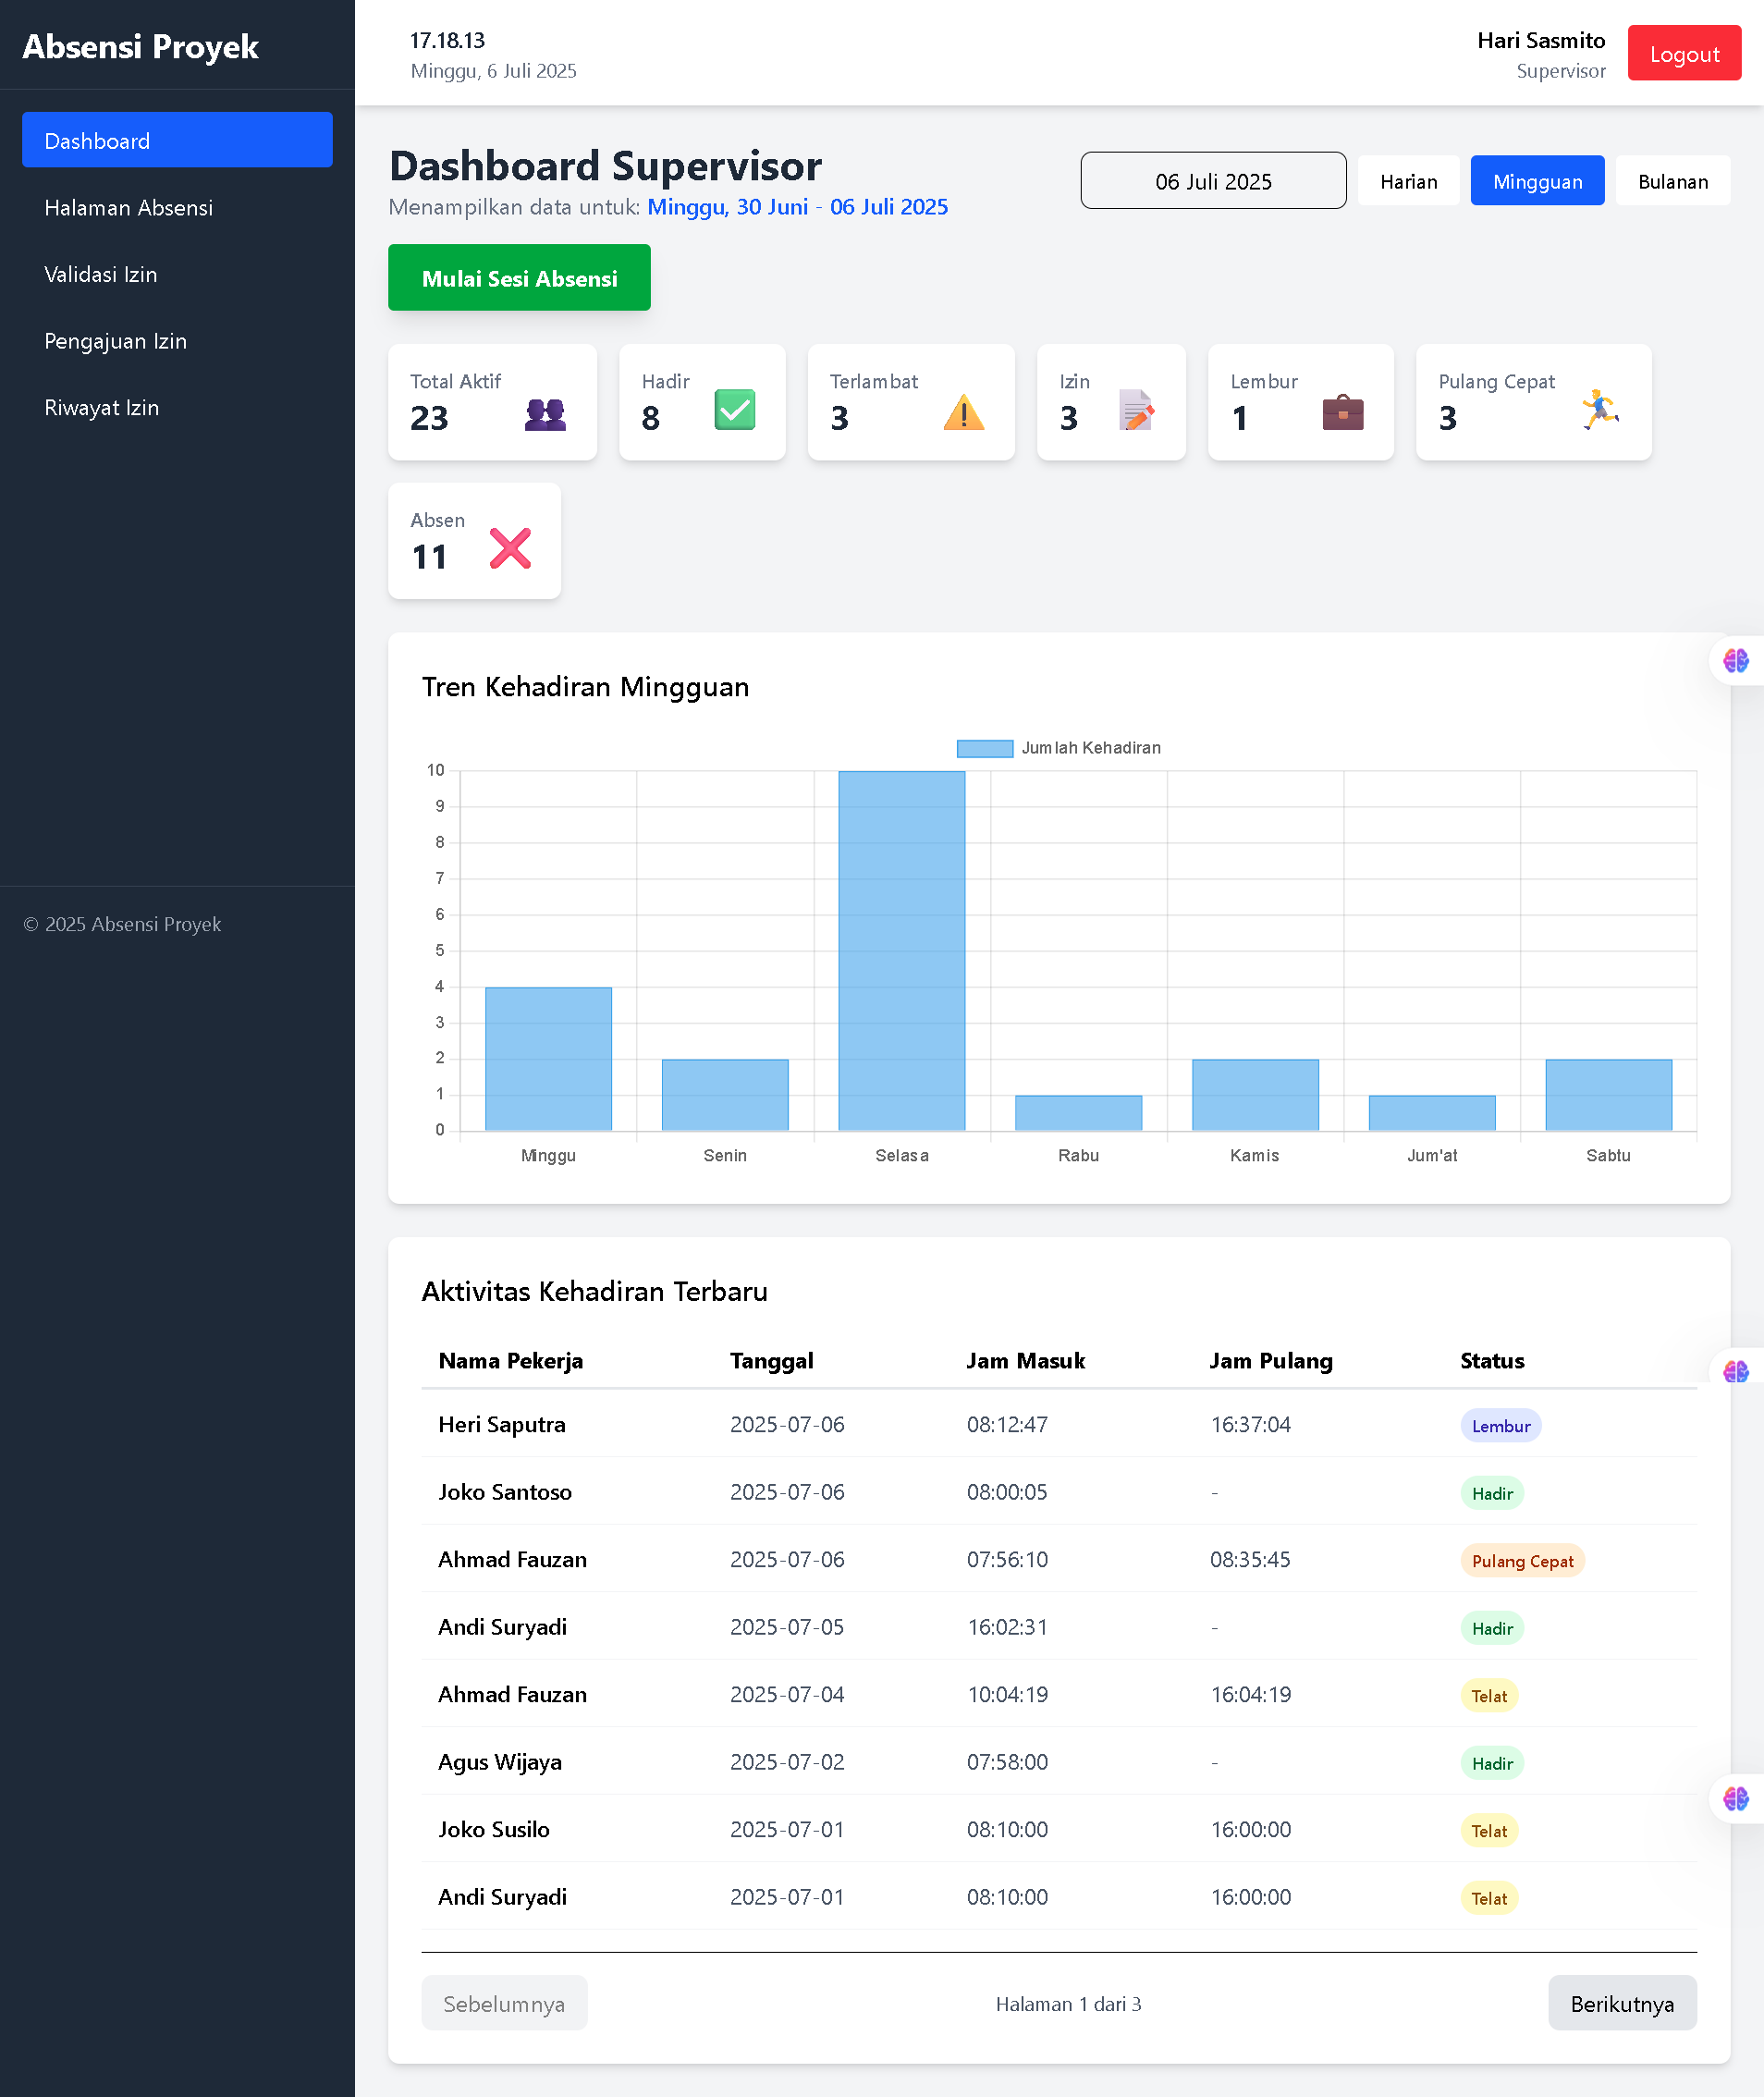 Absensi Proyek
Dashboard
Halaman Absensi
Validasi Izin
Pengajuan Izin
Riwayat Izin
© 2025 Absensi Proyek
17.18.13
Minggu, 6 Juli 2025
Hari Sasmito
Supervisor
Logout
Dashboard Supervisor
Menampilkan data untuk: Minggu, 30 Juni - 06 Juli 2025
06 Juli 2025
Harian
Mingguan
Bulanan
Mulai Sesi Absensi
Total Aktif
23
Hadir
8
Terlambat
3
Izin
3
Lembur
1
Pulang Cepat
3
Absen
11
Tren Kehadiran Mingguan
Jumlah Kehadiran
10
9
8
7
6
5
4
3
2
1
0
Minggu Senin Selasa Rabu Kamis Jum'at Sabtu
Aktivitas Kehadiran Terbaru
Nama Pekerja Tanggal Jam Masuk Jam Pulang Status
Heri Saputra 2025-07-06 08:12:47 16:37:04 Lembur
Joko Santoso 2025-07-06 08:00:05 - Hadir
Ahmad Fauzan 2025-07-06 07:56:10 08:35:45 Pulang Cepat
Andi Suryadi 2025-07-05 16:02:31 - Hadir
Ahmad Fauzan 2025-07-04 10:04:19 16:04:19 Telat
Agus Wijaya 2025-07-02 07:58:00 - Hadir
Joko Susilo 2025-07-01 08:10:00 16:00:00 Telat
Andi Suryadi 2025-07-01 08:10:00 16:00:00 Telat
Sebelumnya
Halaman 1 dari 3
Berikutnya